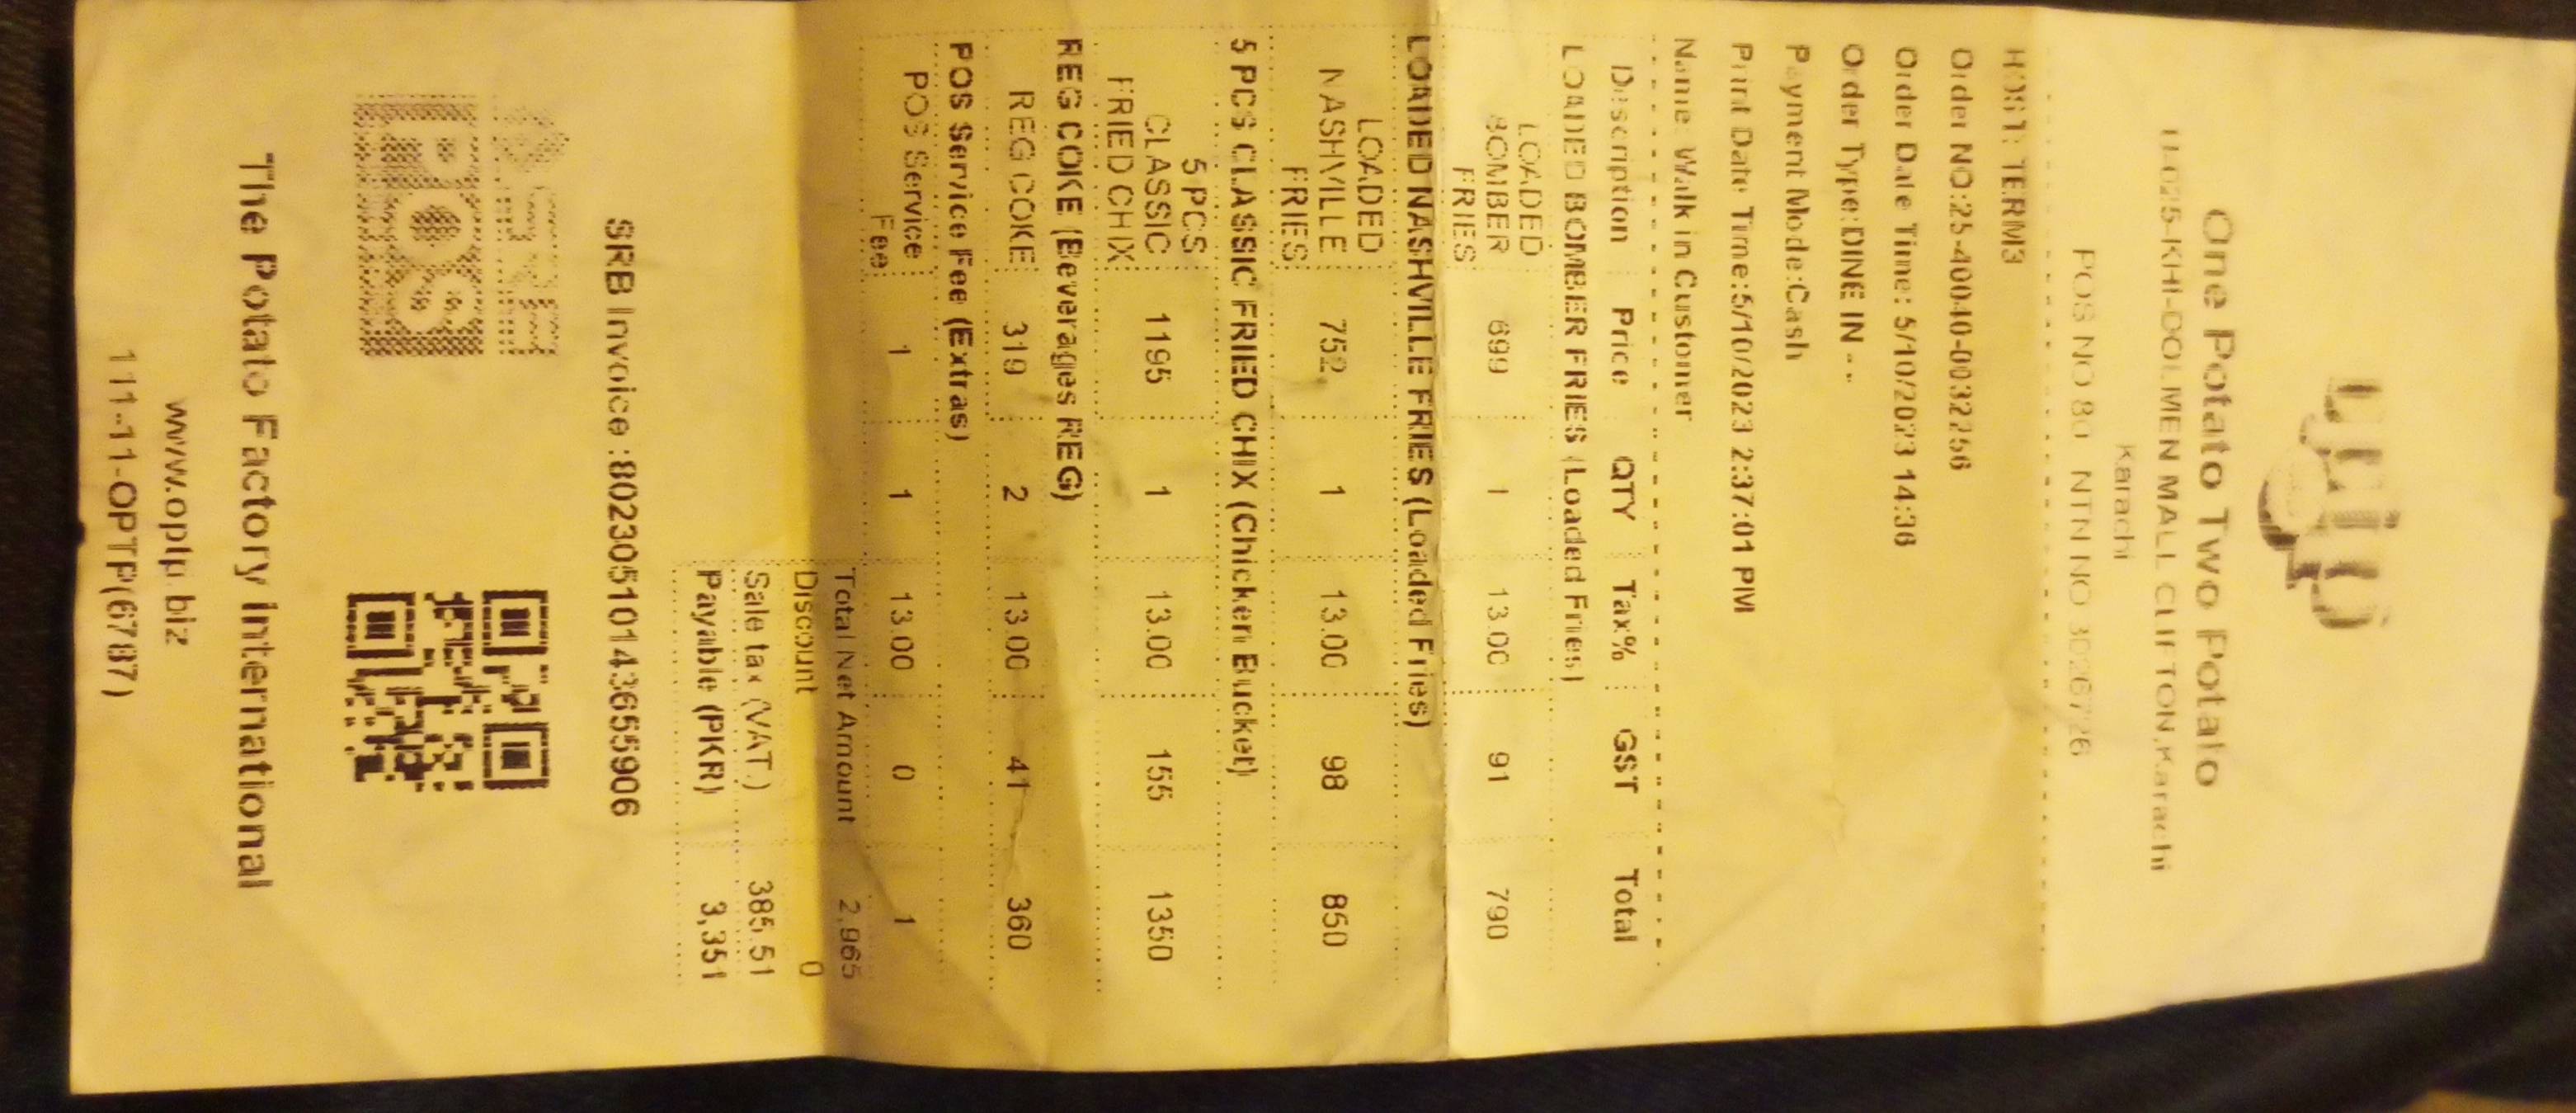 optp
One Potato Two Potato
11-025-KHI-DOLMEN MALL CLIFTON,Karachi
Karachi
POS NO 80 NTN NO 3026726
HOST: TERM3
Order NO:25-40040-0032256
Order Date Time: 5/10/2023 14:36
Order Type:DINE IN - -
Payment Mode:Cash
Print Date Time:5/10/2023 2:37:01 PM
Name: Walk in Customer
Description Price QTY Tax% GST Total
LOADED BOMBER FRIES (Loaded Fries)
LOADED
BOMBER 699 1 13.00 91 790
FRIES
LOADED NASHVILLE FRIES (Loaded Fries)
LOADED
NASHVILLE 752 1 13.00 98 850
FRIES
5 PCS CLASSIC FRIED CHIX (Chicken Bucket)
5 PCS
CLASSIC 1195 1 13.00 155 1350
FRIED CHIX
REG COKE (Beverages REG)
REG COKE 319 2 13.00 41 360
POS Service Fee (Extras)
POS Service 1 1 13.00 0 1
Fee
Total Net Amount 2,965
Discount 0
Sale tax (VAT.) 385.51
Payable (PKR) 3,351
SRB Invoice :80230510143655906
POS
The Potato Factory International
www.optp.biz
111-11-OPTP(6787)